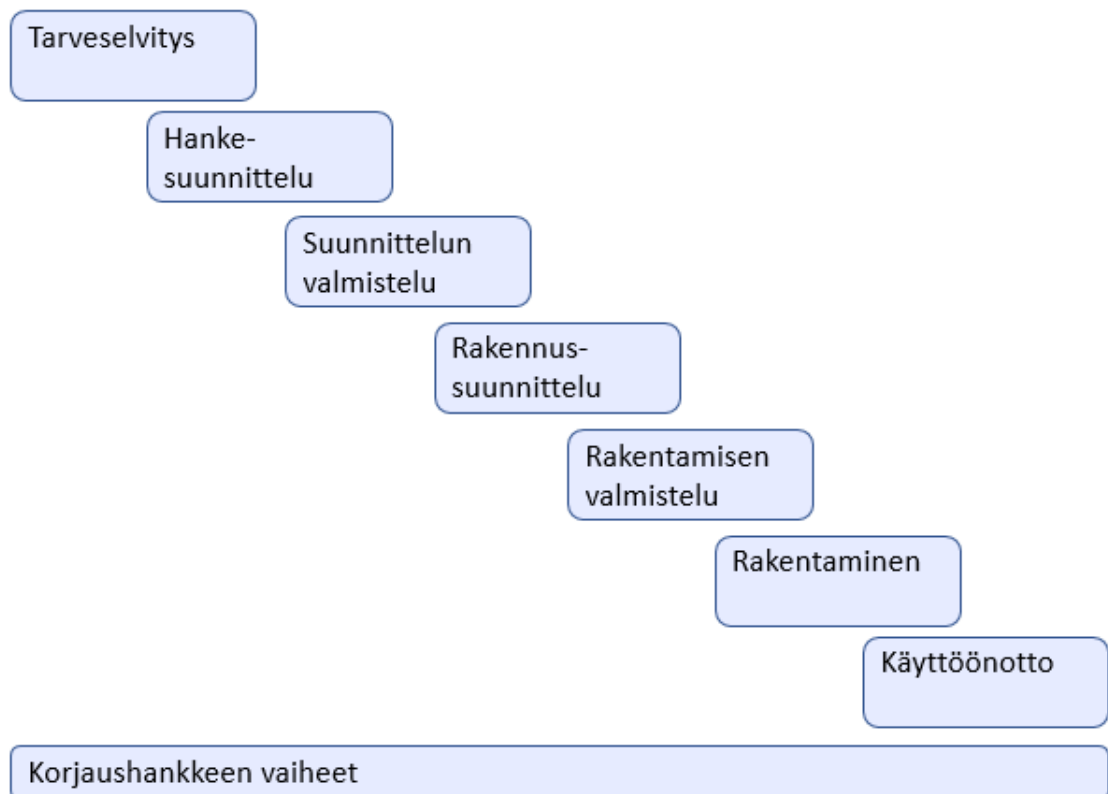 Tarveselvitys
Hanke-
suunnittelu
Suunnittelun
valmistelu
Rakennus-
suunnittelu
Rakentamisen
valmistelu
Rakentaminen
Käyttöönotto
Korjaushankkeen vaiheet